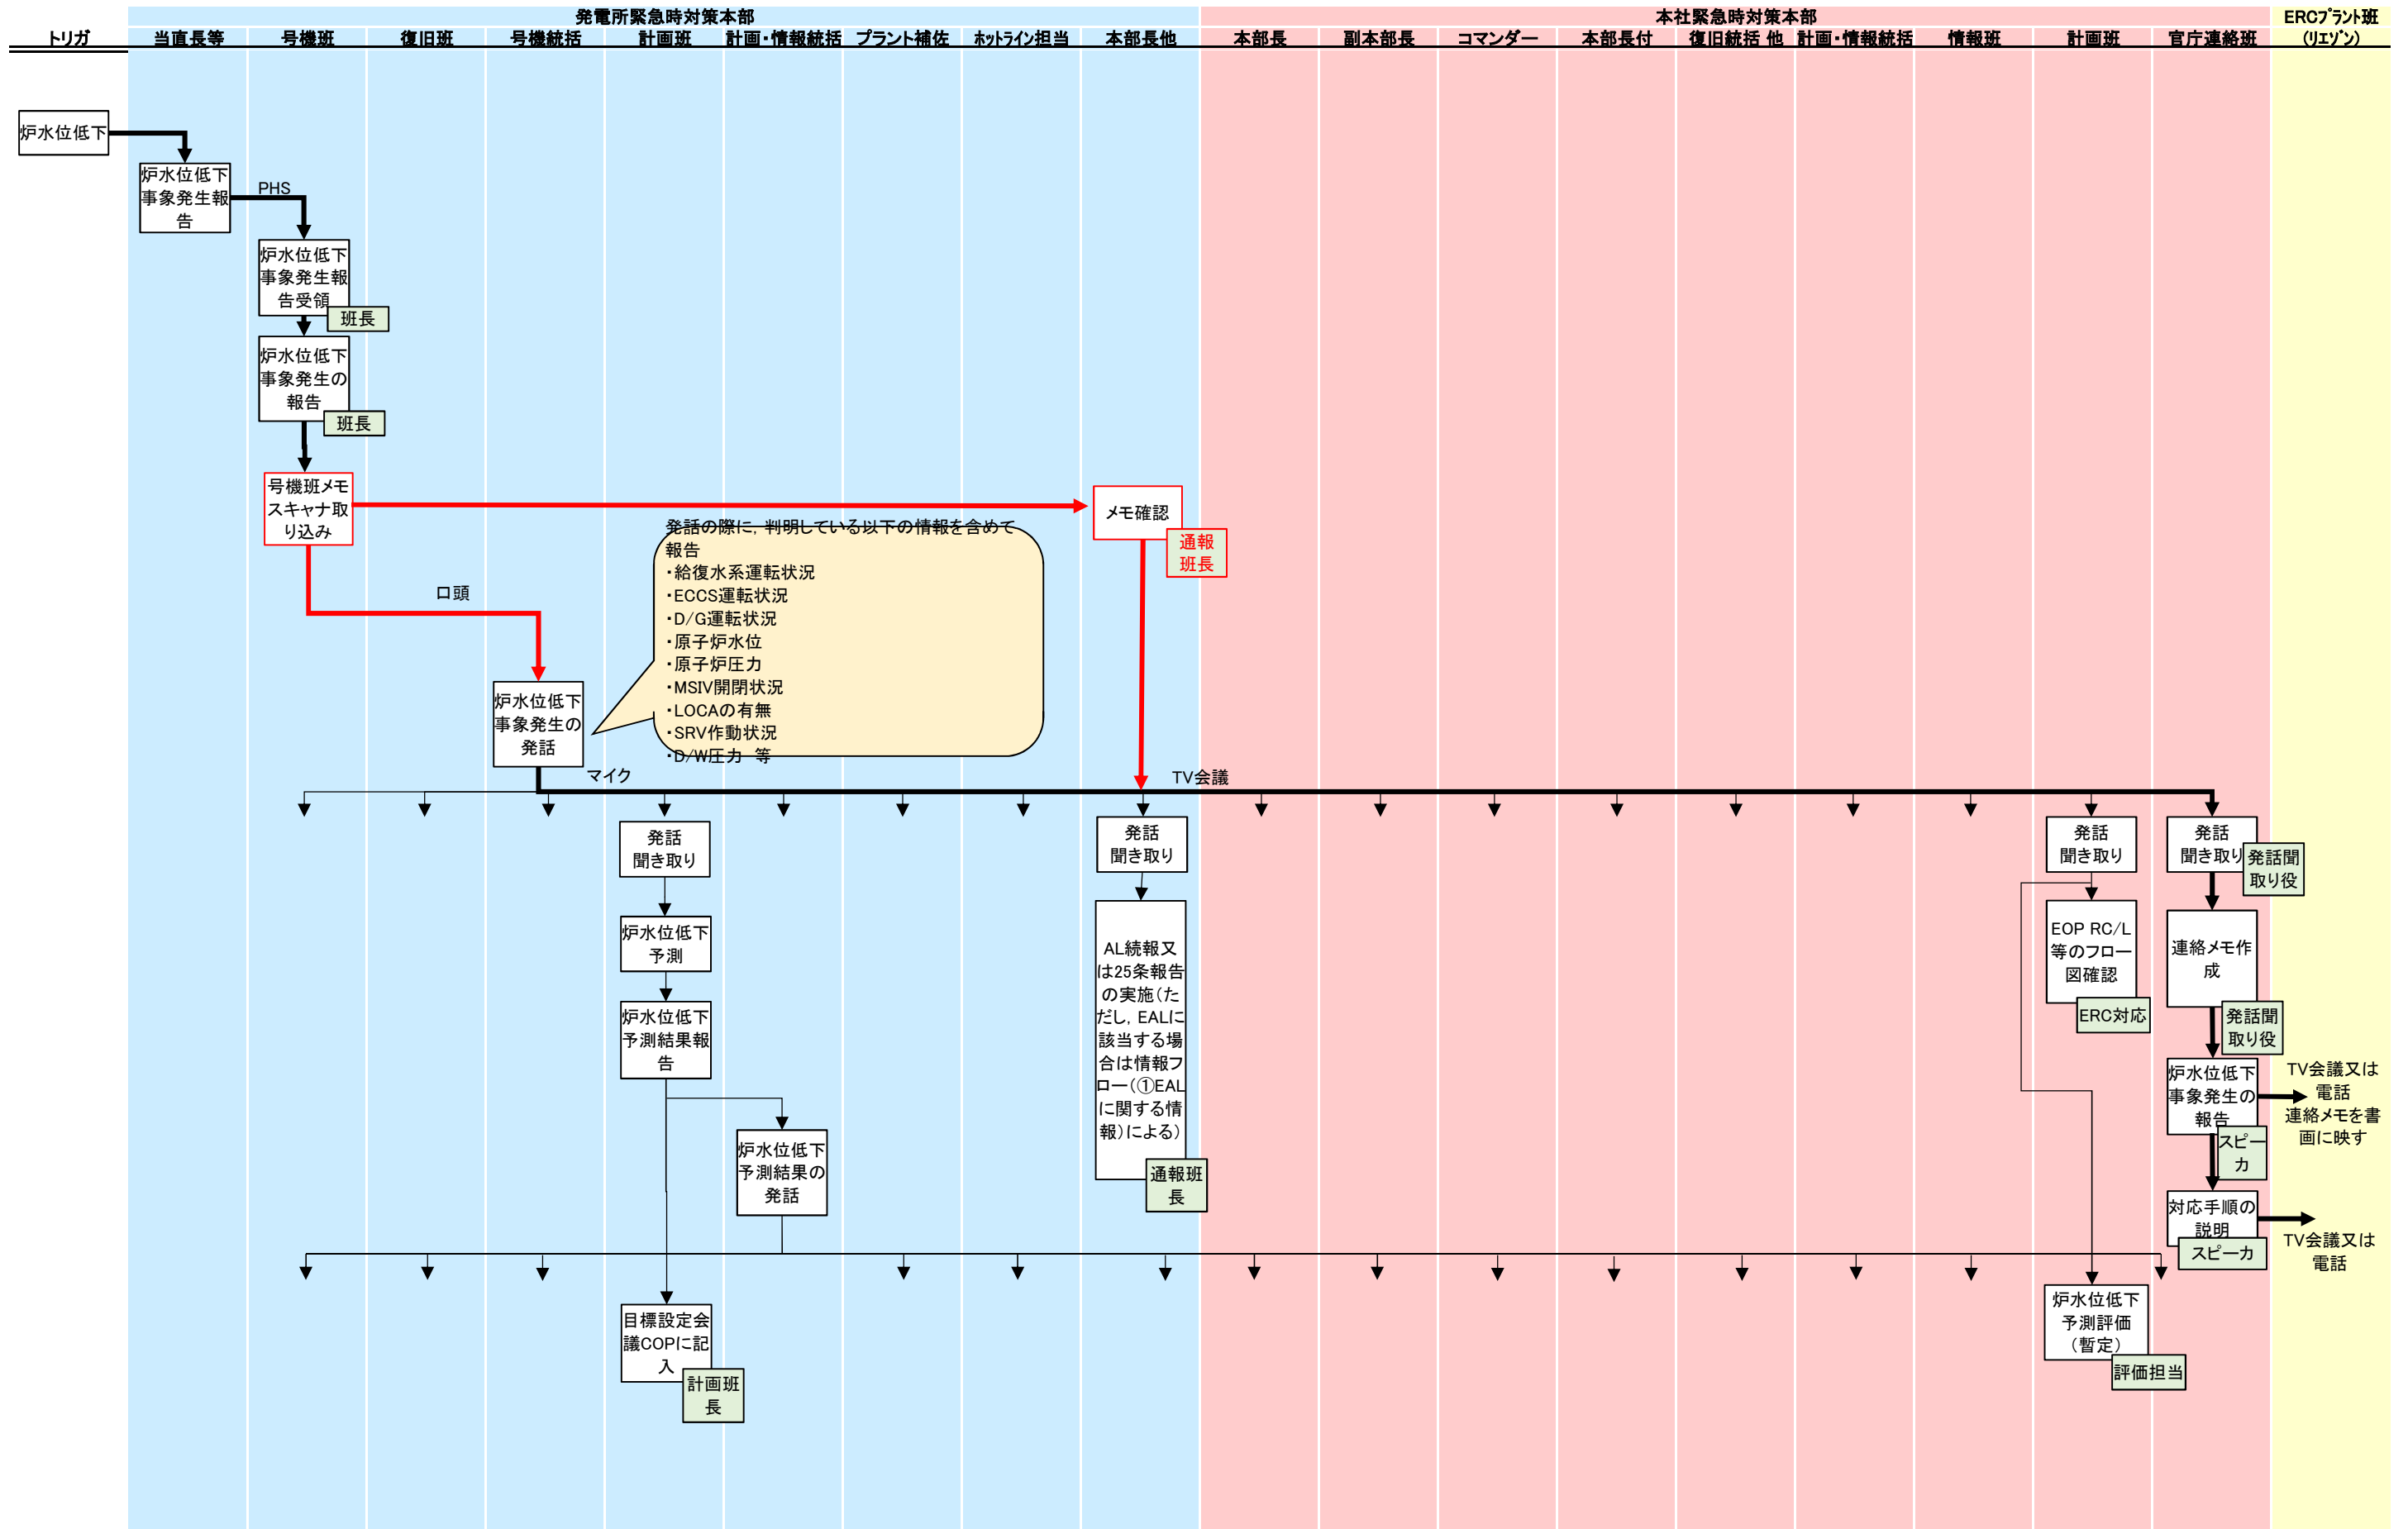 発電所緊急時対策本部
本社緊急時対策本部
ERCﾌﾟﾗﾝﾄ班
(ﾘｴｿﾞﾝ)
トリガ
当直長等
号機班
復旧班
号機統括
計画班
計画・情報統括
プラント補佐
ﾎｯﾄﾗｲﾝ担当
本部長他
本部長
副本部長
コマンダー
本部長付
復旧統括 他
計画・情報統括
情報班
計画班
官庁連絡班
炉水位低下
炉水位低下
事象発生報
告
PHS
炉水位低下
事象発生報
告受領
班長
炉水位低下
事象発生の
報告
班長
号機班メモ
スキャナ取
り込み
メモ確認
通報
班長
口頭
発話の際に，判明している以下の情報を含めて
報告
・給復水系運転状況
・ECCS運転状況
・D/G運転状況
・原子炉水位
・原子炉圧力
・MSIV開閉状況
・LOCAの有無
・SRV作動状況
・D/W圧力　等
炉水位低下
事象発生の
発話
マイク
TV会議
発話
聞き取り
発話
聞き取り
発話
聞き取り
発話
聞き取り
発話聞
取り役
炉水位低下
予測
炉水位低下
予測結果報
告
炉水位低下
予測結果の
発話
AL続報又
は25条報告
の実施（た
だし，EALに
該当する場
合は情報フ
ロー（①EAL
に関する情
報）による）
通報班
長
EOP RC/L
等のフロー
図確認
ERC対応
連絡メモ作
成
発話聞
取り役
炉水位低下
事象発生の
報告
スピー
カ
TV会議又は
電話
連絡メモを書
画に映す
対応手順の
説明
スピーカ
TV会議又は
電話
目標設定会
議COPに記
入
計画班
長
炉水位低下
予測評価
（暫定）
評価担当